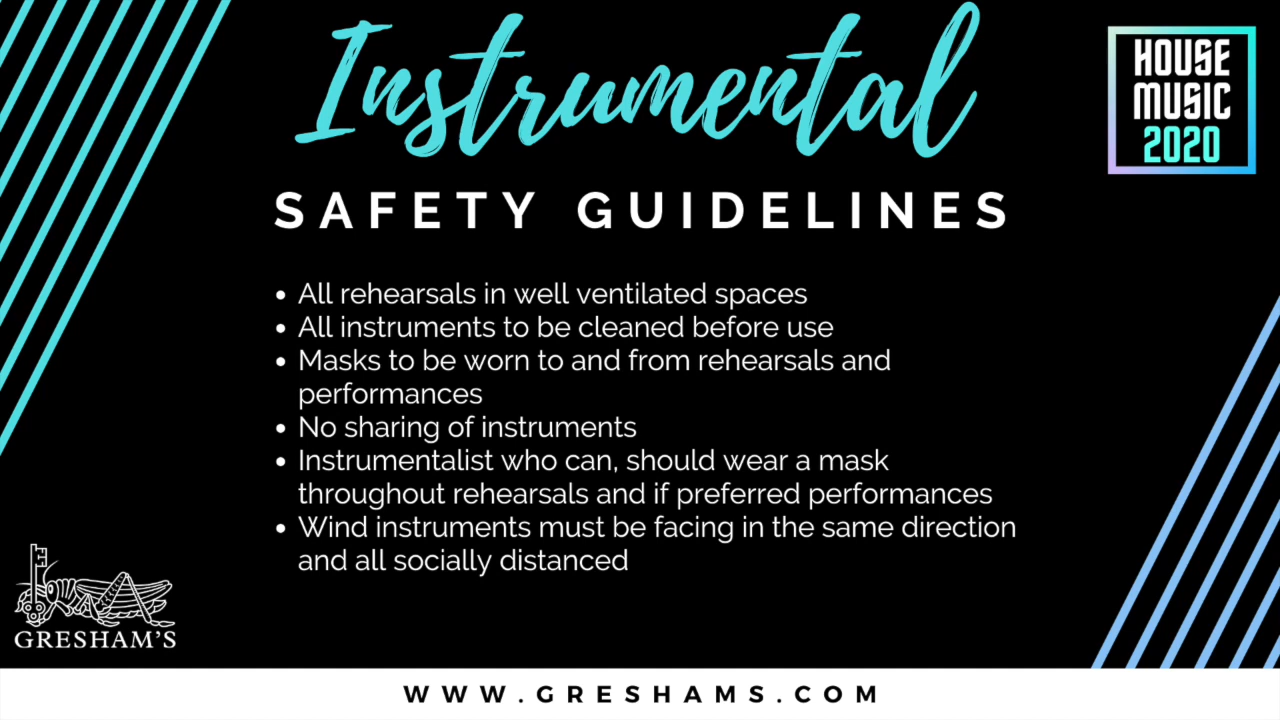 Instrumental
HOUSE
MUSIC
2020
SAFETY GUIDELINES
• All rehearsals in well ventilated spaces
• All instruments to be cleaned before use
• Masks to be worn to and from rehearsals and
performances
• No sharing of instruments
• Instrumentalist who can, should wear a mask
throughout rehearsals and if preferred performances
• Wind instruments must be facing in the same direction
and all socially distanced
GRESHAM'S
WWW.GRESHAMS.COM